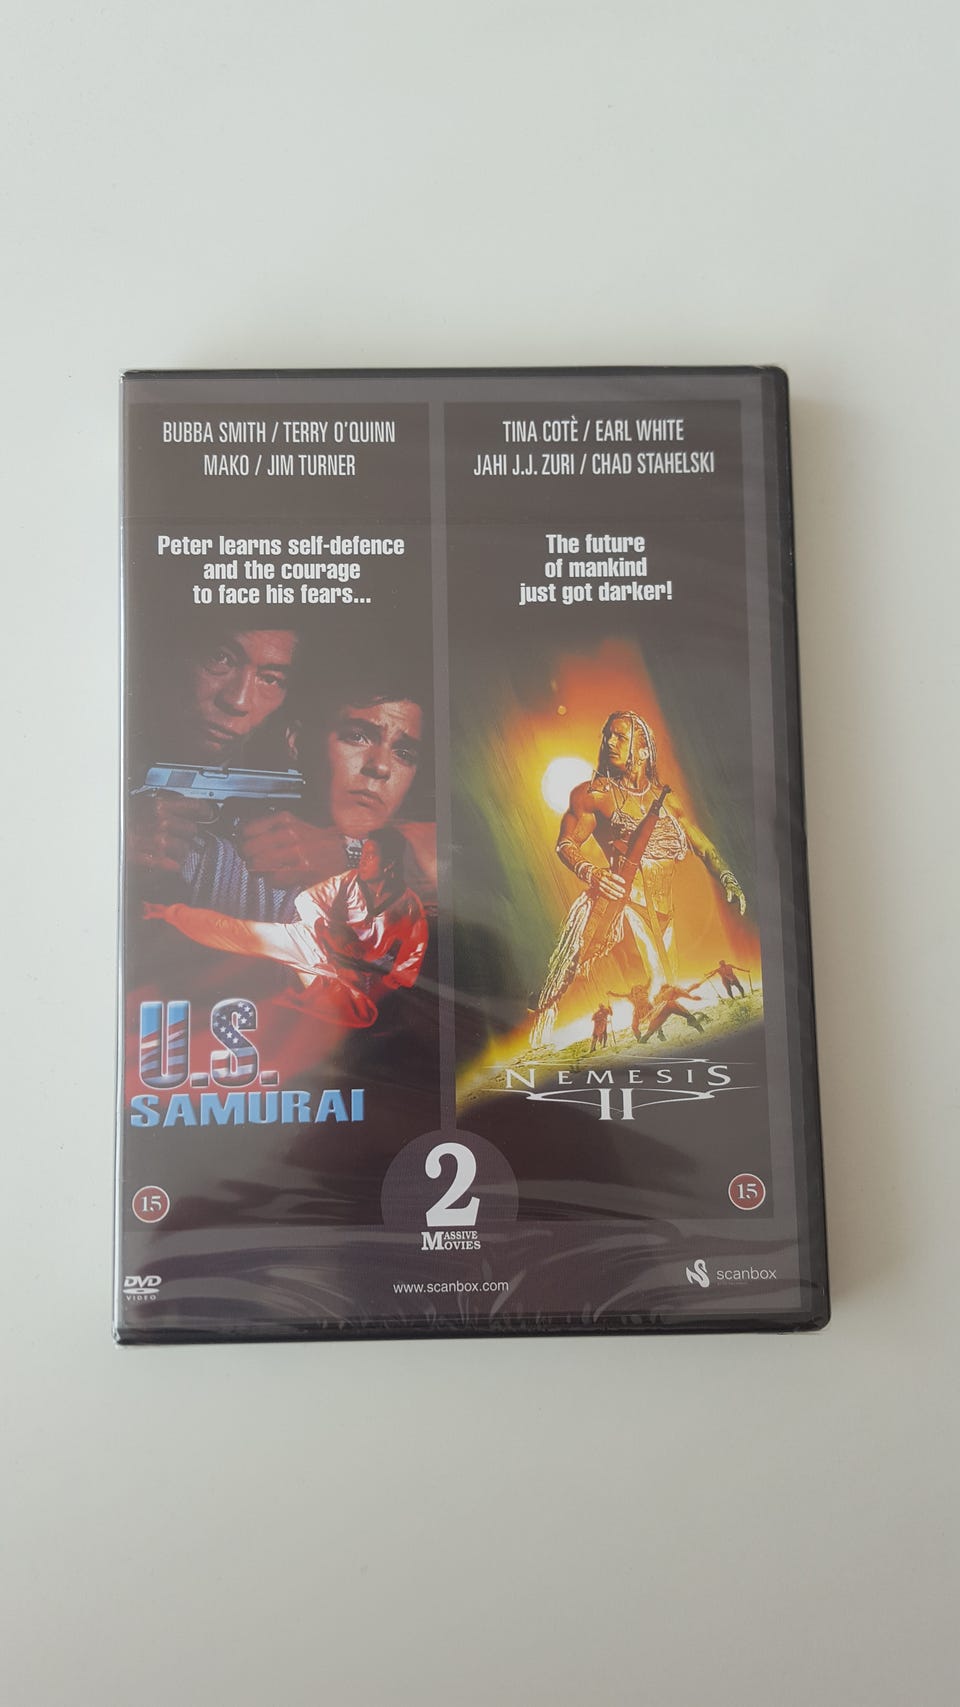 BUBBA SMITH / TERRY O'QUINN
MAKO / JIM TURNER
Peter learns self-defence
and the courage
to face his fears...
U.S.
SAMURAI
15
TINA COTÈ / EARL WHITE
JAHI J.J. ZURI / CHAD STAHELSKI
The future
of mankind
just got darker!
NEMESIS
II
15
2
MASSIVE
MOVIES
DVD
VIDEO
www.scanbox.com
scanbox